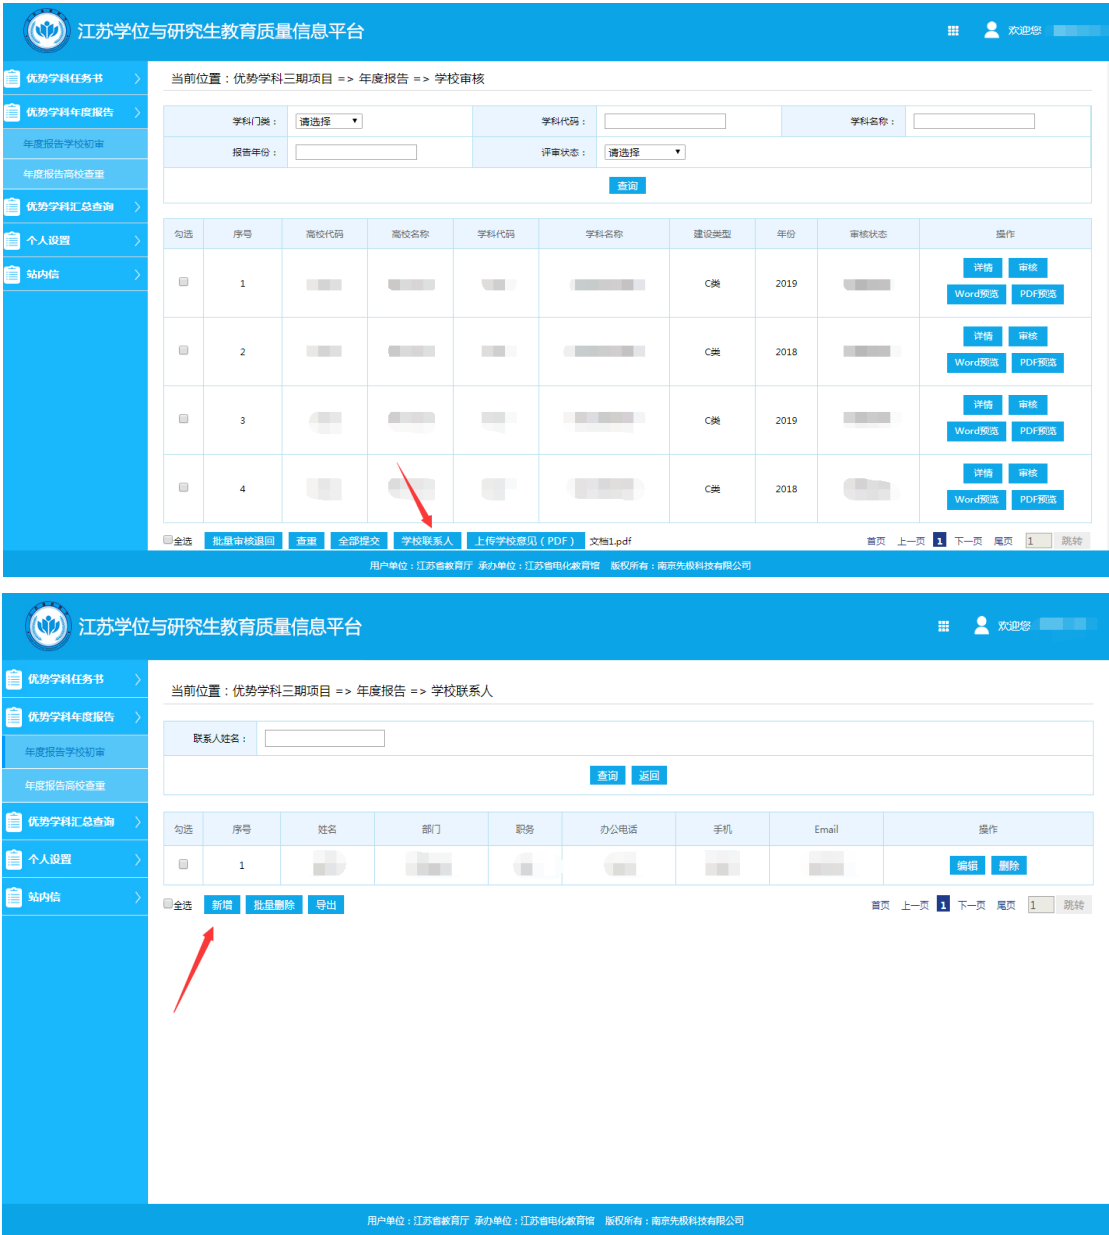 江苏学位与研究生教育质量信息平台
欢迎您
优势学科任务书
优势学科年度报告
年度报告学校初审
年度报告高校查重
优势学科汇总查询
个人设置
站内信
当前位置：优势学科三期项目 => 年度报告 => 学校审核
学科门类： 请选择 学科代码： 学科名称：
报告年份： 评审状态： 请选择
查询
勾选 序号 高校代码 高校名称 学科代码 学科名称 建设类型 年份 审核状态 操作
1 C类 2019 详情 审核
Word预览 PDF预览
2 C类 2018 详情 审核
Word预览 PDF预览
3 C类 2019 详情 审核
Word预览 PDF预览
4 C类 2018 详情 审核
Word预览 PDF预览
全选 批量审核退回 查重 全部提交 学校联系人 上传学校意见（PDF） 文档1.pdf 首页 上一页 1 下一页 尾页 1 跳转
用户单位：江苏省教育厅 承办单位：江苏省电化教育馆 版权所有：南京先极科技有限公司
江苏学位与研究生教育质量信息平台
欢迎您
优势学科任务书
优势学科年度报告
年度报告学校初审
年度报告高校查重
优势学科汇总查询
个人设置
站内信
当前位置：优势学科三期项目 => 年度报告 => 学校联系人
联系人姓名：
查询 返回
勾选 序号 姓名 部门 职务 办公电话 手机 Email 操作
1 编辑 删除
全选 新增 批量删除 导出 首页 上一页 1 下一页 尾页 1 跳转
用户单位：江苏省教育厅 承办单位：江苏省电化教育馆 版权所有：南京先极科技有限公司